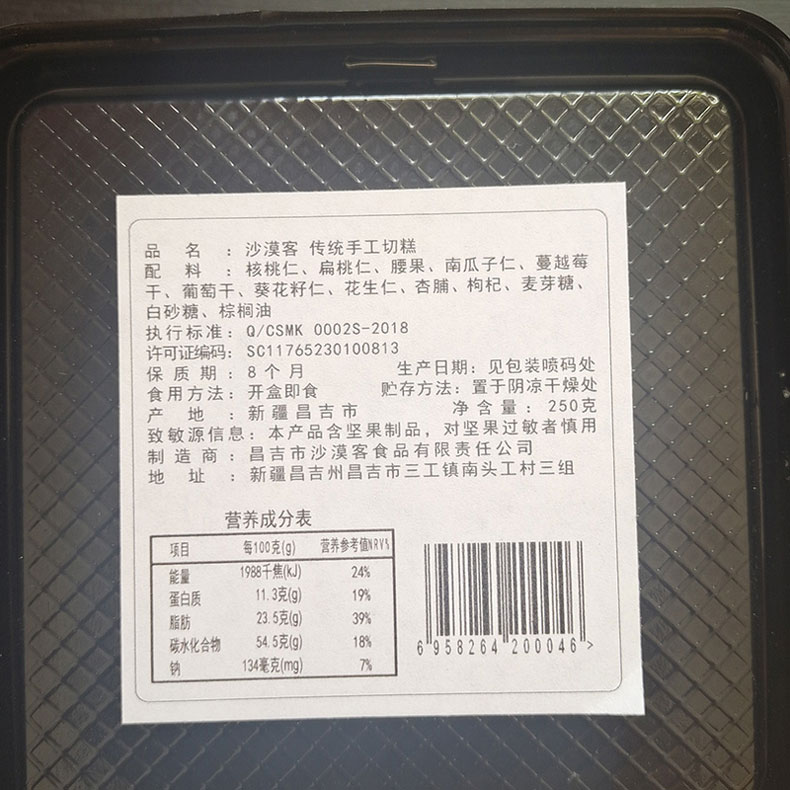 品名：沙漠客 传统手工切糕
配料：核桃仁、扁桃仁、腰果、南瓜子仁、蔓越莓
干、葡萄干、葵花籽仁、花生仁、杏脯、枸杞、麦芽糖、
白砂糖、棕榈油
执行标准：Q/CSMK 0002S-2018
许可证编码：SC11765230100813
保质期：8个月 生产日期：见包装喷码处
食用方法：开盒即食 贮存方法：置于阴凉干燥处
产地：新疆昌吉市 净含量：250克
致敏源信息：本产品含坚果制品，对坚果过敏者慎用
制造商：昌吉市沙漠客食品有限责任公司
地址：新疆昌吉州昌吉市三工镇南头工村三组
营养成分表
项目 每100克(g) 营养参考值NRV%
能量 1988千焦(kJ) 24%
蛋白质 11.3克(g) 19%
脂肪 23.5克(g) 39%
碳水化合物 54.5克(g) 18%
钠 134毫克(mg) 7%
6 958264 200046 >